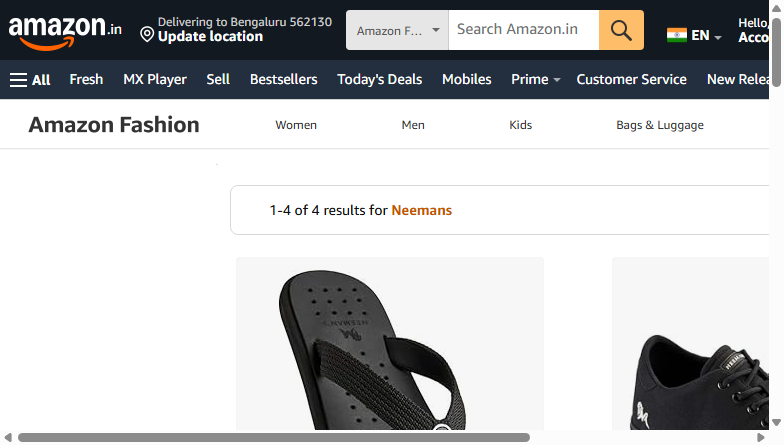 amazon.in
Delivering to Bengaluru 562130
Update location
Amazon F...
Search Amazon.in
EN
Hello,
Acco
All
Fresh
MX Player
Sell
Bestsellers
Today's Deals
Mobiles
Prime
Customer Service
New Relea
Amazon Fashion
Women
Men
Kids
Bags & Luggage
1-4 of 4 results for Neemans
NEEMAN'S